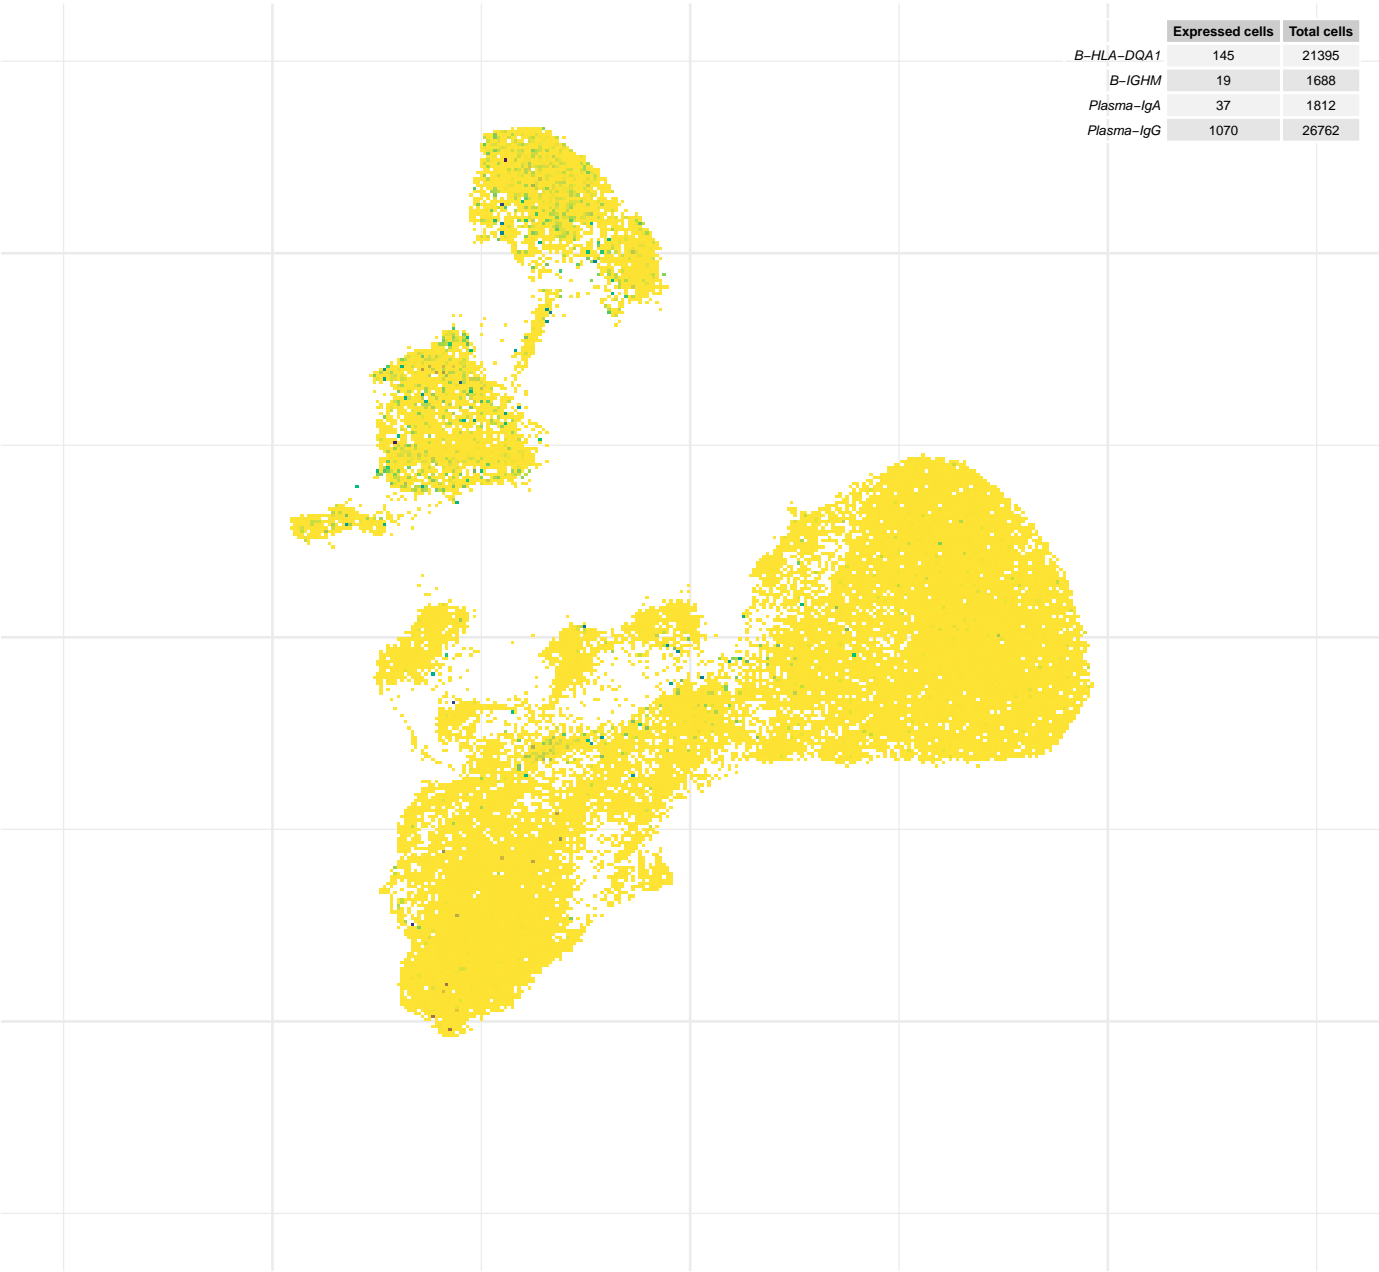 Expressed cells Total cells
B−HLA−DQA1 145 21395
B−IGHM 19 1688
Plasma−IgA 37 1812
Plasma−IgG 1070 26762